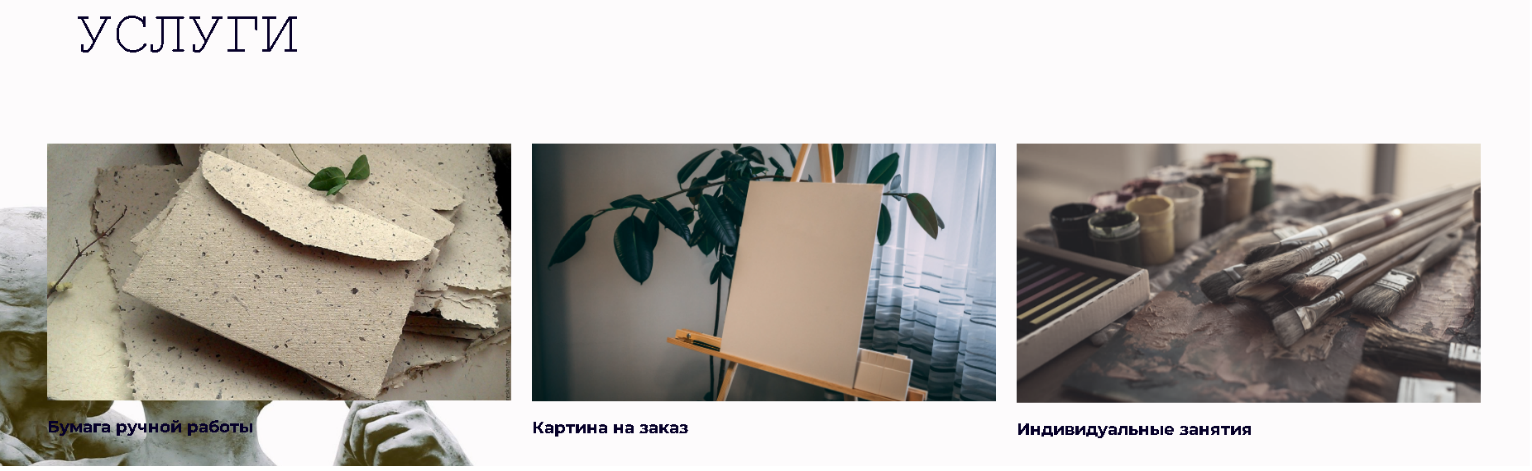 УСЛУГИ
Бумага ручной работы
Картина на заказ
Индивидуальные занятия